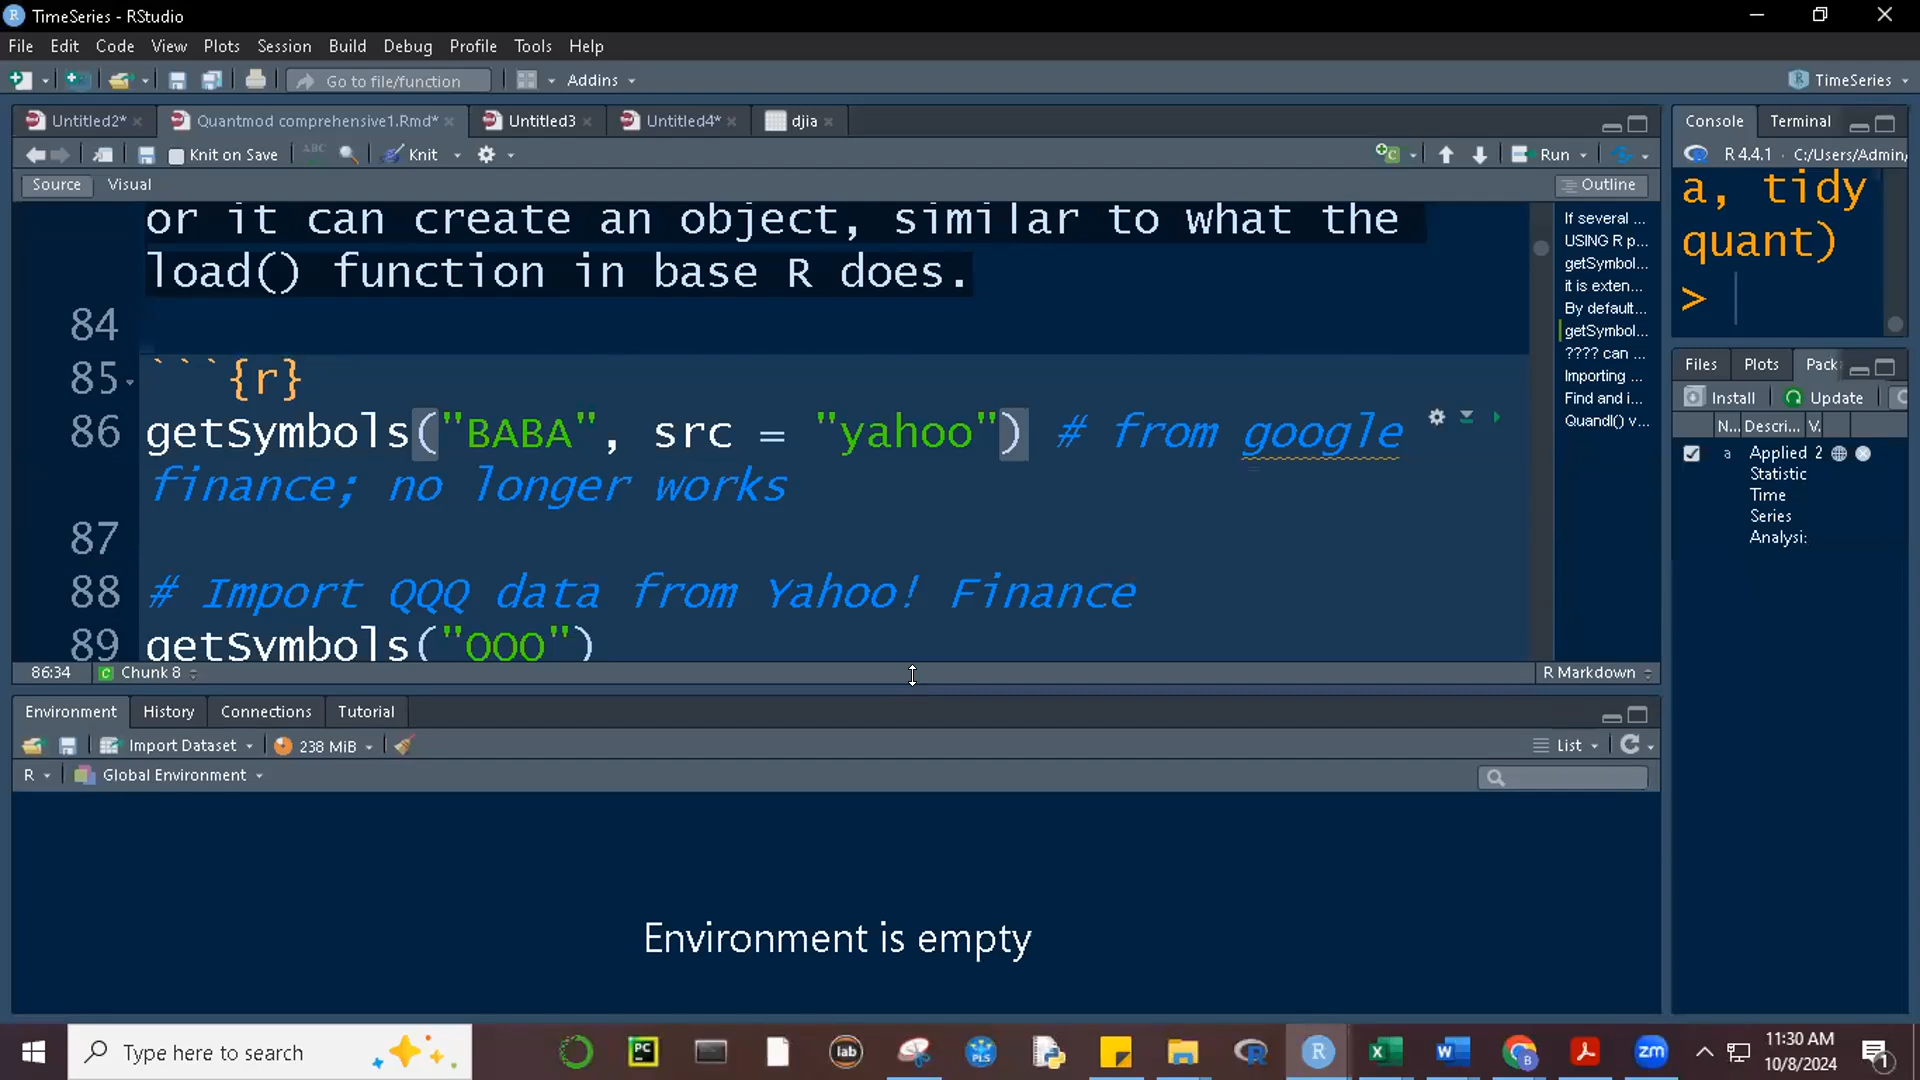 TimeSeries - RStudio
File Edit Code View Plots Session Build Debug Profile Tools Help
Go to file/function Addins TimeSeries
Untitled2* Quantmod comprehensive1.Rmd* Untitled3 Untitled4* djia
Knit on Save ABC Knit Run
Source Visual Outline
or it can create an object, similar to what the
load() function in base R does.
84
85 ```{r}
86 getSymbols("BABA", src = "yahoo") # from google
finance; no longer works
87
88 # Import QQQ data from Yahoo! Finance
89 getSymbols("QQQ")
86:34 Chunk 8 R Markdown
If several ...
USING R p...
getSymbol...
it is exten...
By default...
getSymbol...
???? can ...
Importing ...
Find and i...
Quandl() v...
Environment History Connections Tutorial
Import Dataset 238 MiB List
R Global Environment
Environment is empty
Console Terminal
R 4.4.1 · C:/Users/Admin/
a, tidy
quant)
>
Files Plots Pack
Install Update
N... Descri... V.
a Applied 2
Statistic
Time
Series
Analysi:
Type here to search
PC lab PLS R R X W B zm
11:30 AM
10/8/2024
1